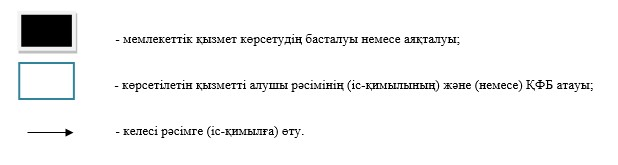 - мемлекеттік қызмет көрсетудің басталуы немесе аяқталуы;
- көрсетілетін қызметті алушы рәсімінің (іс-қимылының) және (немесе) ҚФБ атауы;
- келесі рәсімге (іс-қимылға) өту.